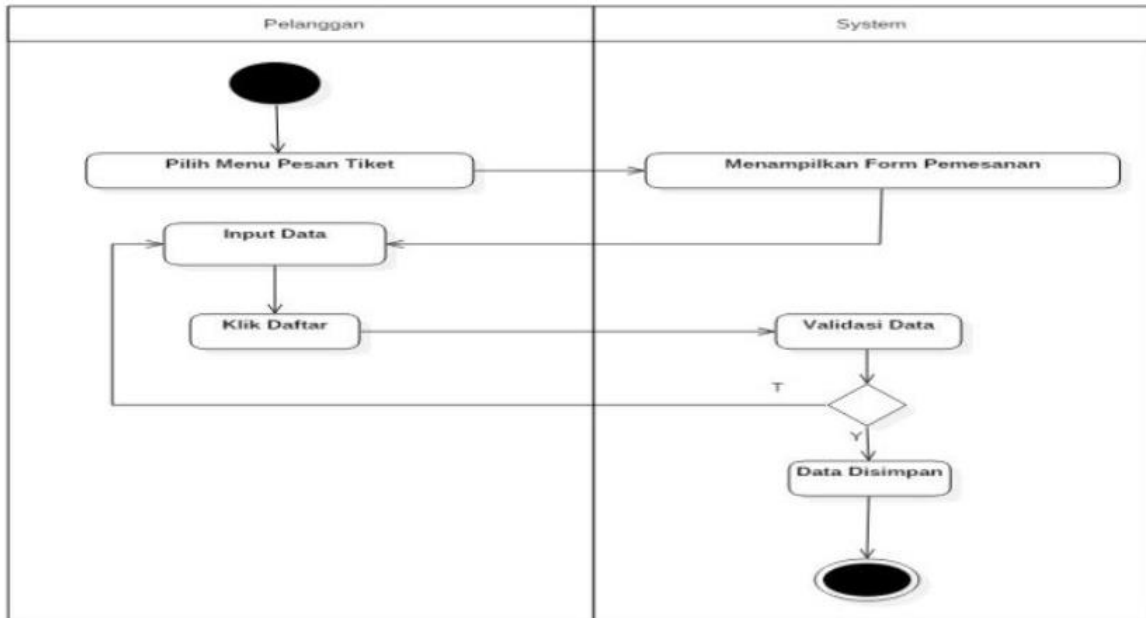 Pelanggan
System
Pilih Menu Pesan Tiket
Menampilkan Form Pemesanan
Input Data
Klik Daftar
Validasi Data
T
Y
Data Disimpan